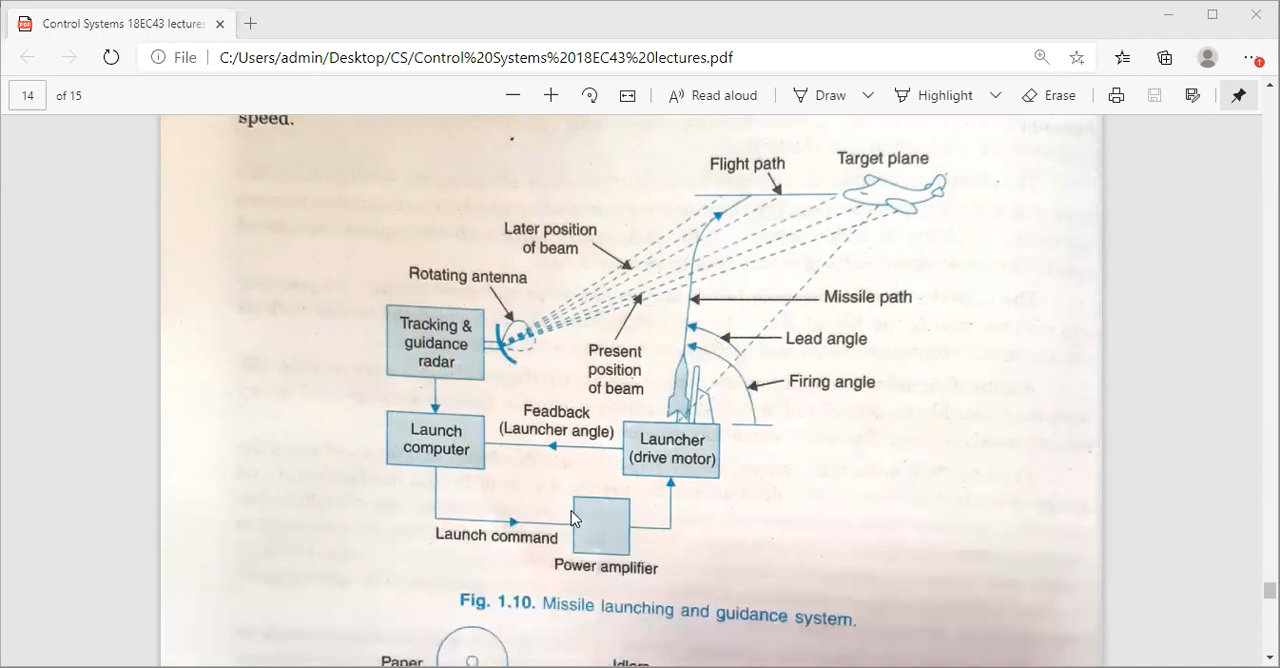 Control Systems 18EC43 lectures
File
C:/Users/admin/Desktop/CS/Control%20Systems%2018EC43%20lectures.pdf
14 of 15
Read aloud
Draw
Highlight
Erase
speed.
Flight path
Target plane
Later position
of beam
Rotating antenna
Tracking &
guidance
radar
Missile path
Lead angle
Present
position
of beam
Firing angle
Feadback
(Launcher angle)
Launch
computer
Launcher
(drive motor)
Launch command
Power amplifier
Fig. 1.10. Missile launching and guidance system.
Paper